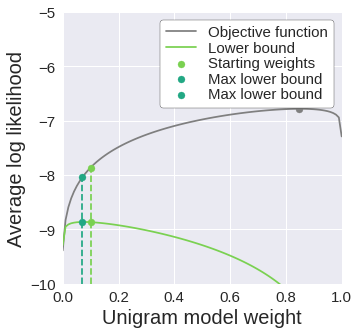 Objective function
Lower bound
Starting weights
Max lower bound
Max lower bound
Average log likelihood
−5
−6
−7
−8
−9
−10
0.0 0.2 0.4 0.6 0.8 1.0
Unigram model weight